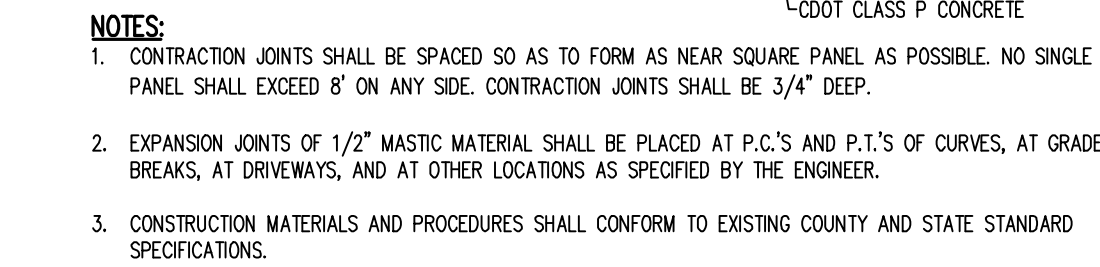 CDOT CLASS P CONCRETE
NOTES:
1. CONTRACTION JOINTS SHALL BE SPACED SO AS TO FORM AS NEAR SQUARE PANEL AS POSSIBLE. NO SINGLE
PANEL SHALL EXCEED 8' ON ANY SIDE. CONTRACTION JOINTS SHALL BE 3/4" DEEP.
2. EXPANSION JOINTS OF 1/2" MASTIC MATERIAL SHALL BE PLACED AT P.C.'S AND P.T.'S OF CURVES, AT GRADE
BREAKS, AT DRIVEWAYS, AND AT OTHER LOCATIONS AS SPECIFIED BY THE ENGINEER.
3. CONSTRUCTION MATERIALS AND PROCEDURES SHALL CONFORM TO EXISTING COUNTY AND STATE STANDARD
SPECIFICATIONS.